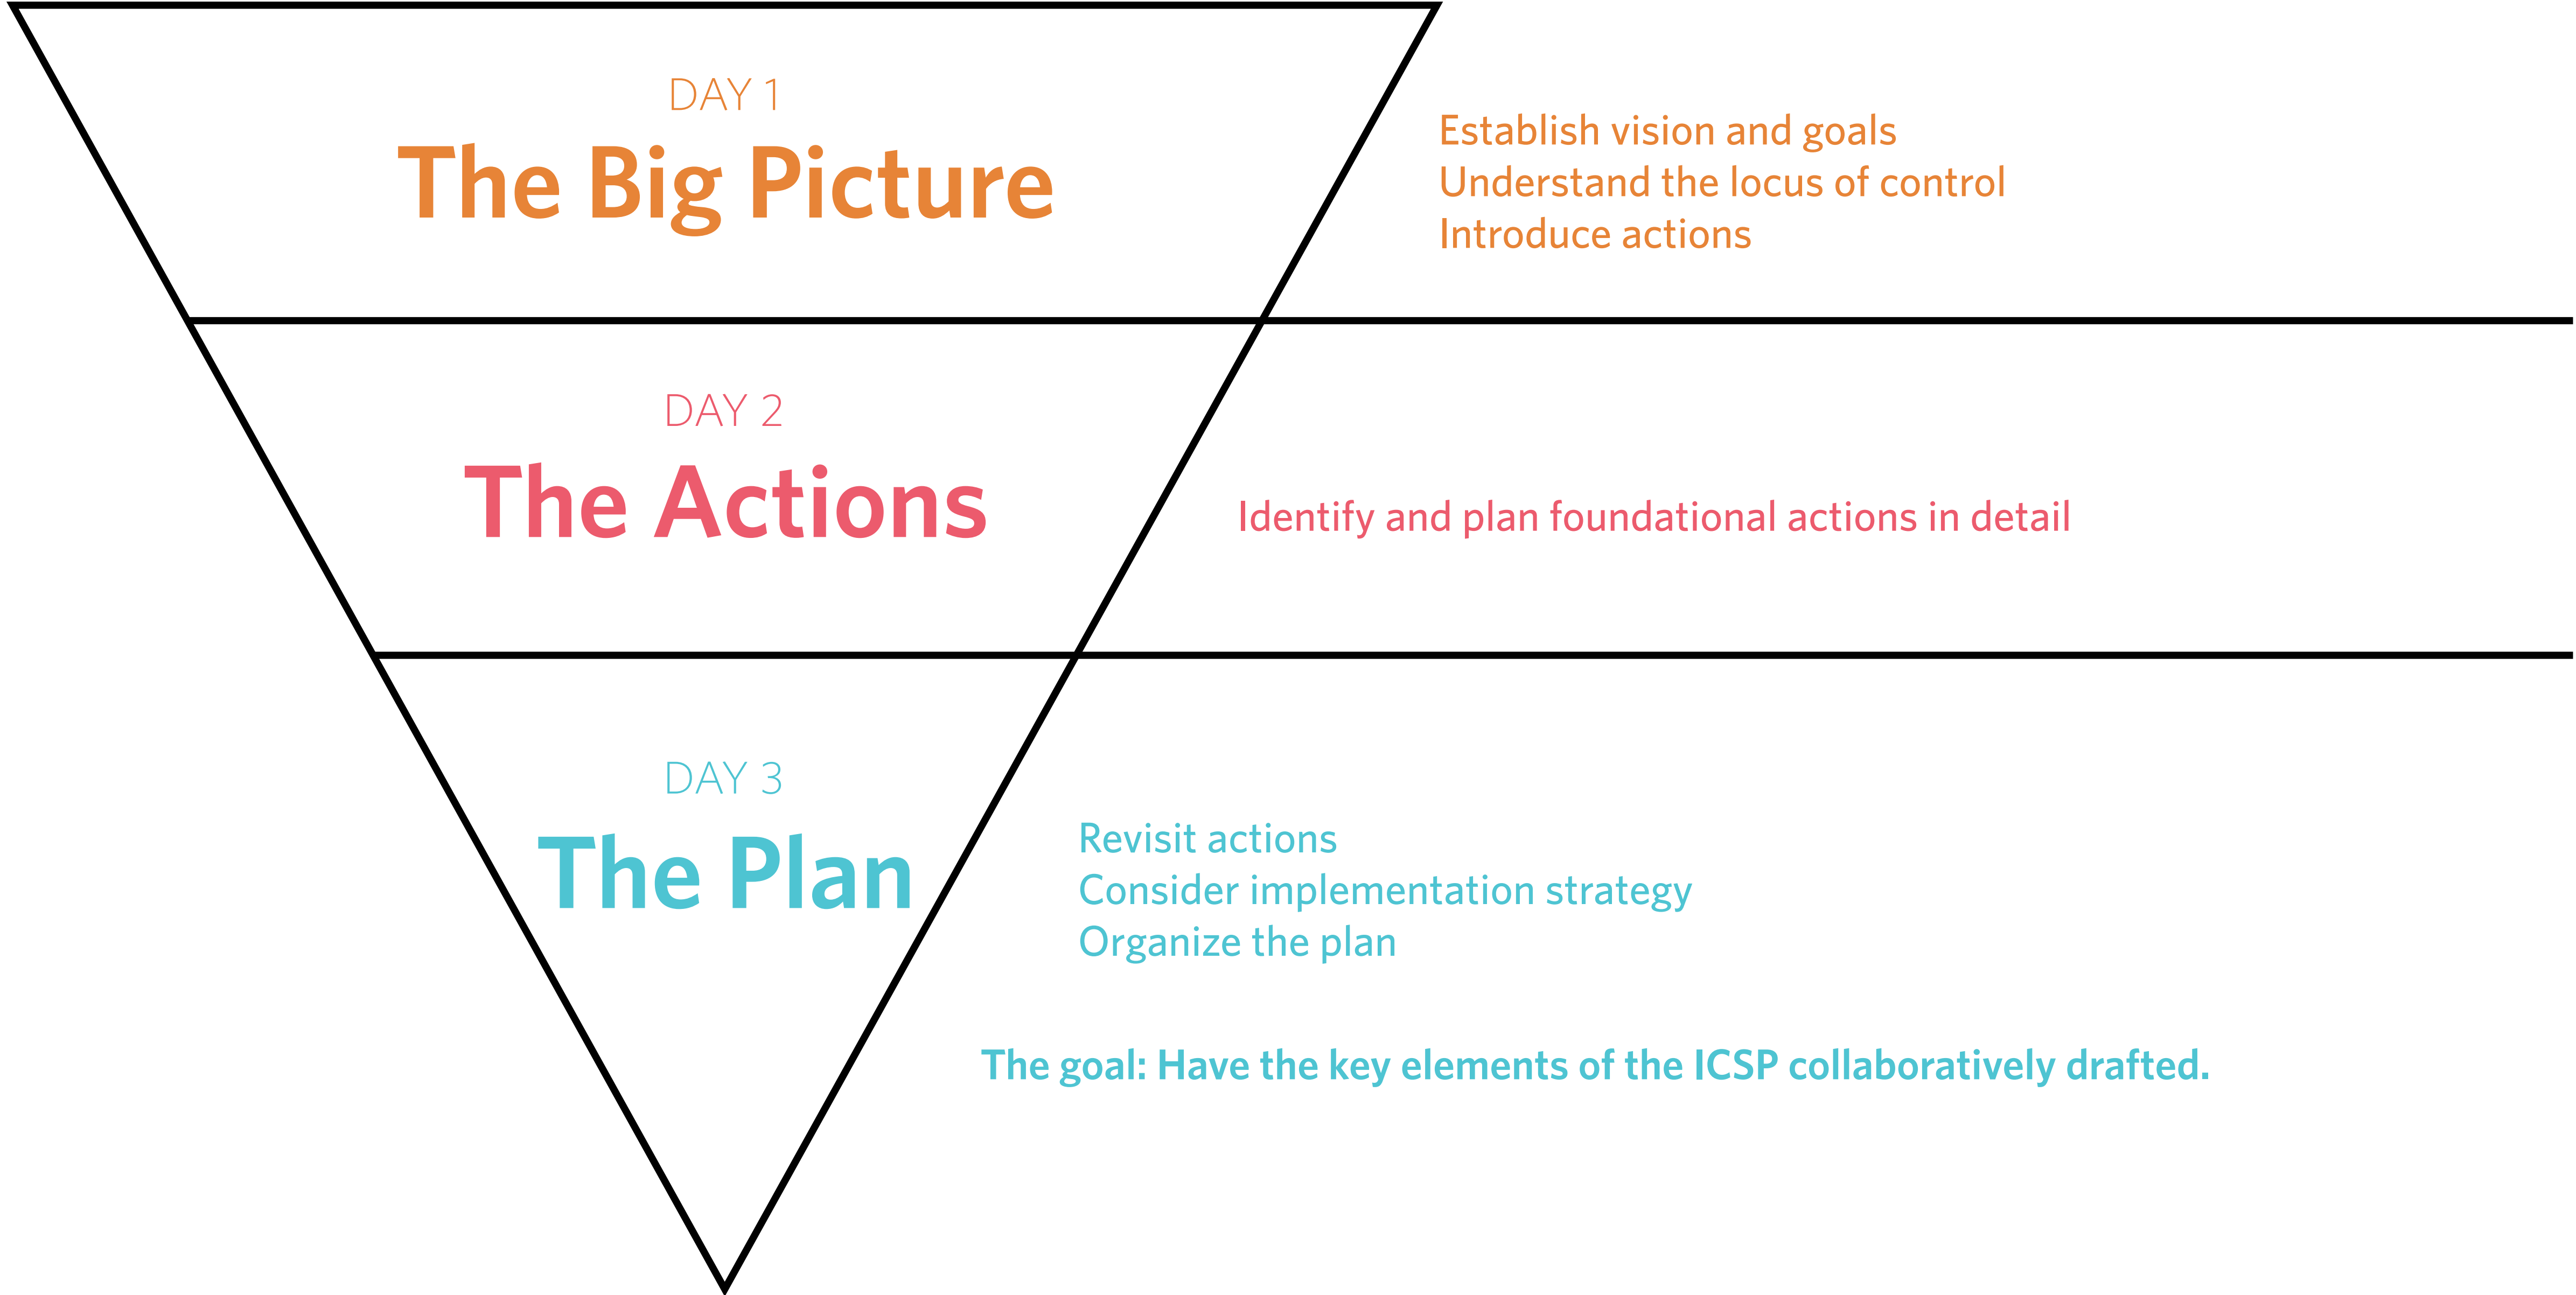 DAY 1
The Big Picture
Establish vision and goals
Understand the locus of control
Introduce actions
DAY 2
The Actions
Identify and plan foundational actions in detail
DAY 3
The Plan
Revisit actions
Consider implementation strategy
Organize the plan
The goal: Have the key elements of the ICSP collaboratively drafted.